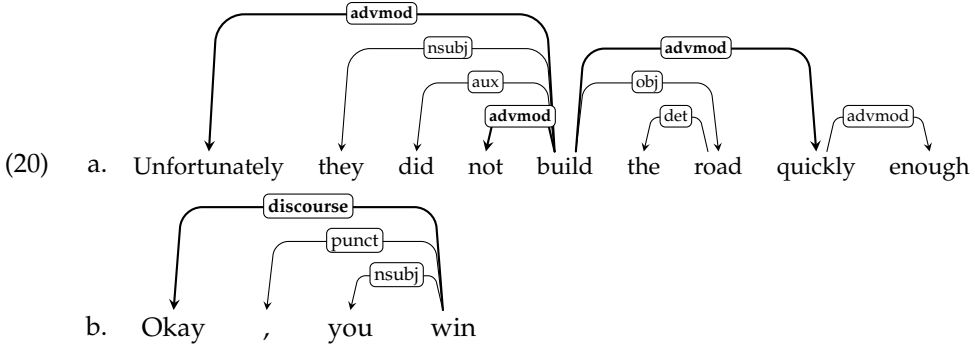 advmod
nsubj advmod
aux obj
advmod det advmod
(20) a. Unfortunately they did not build the road quickly enough
discourse
punct
nsubj
b. Okay , you win